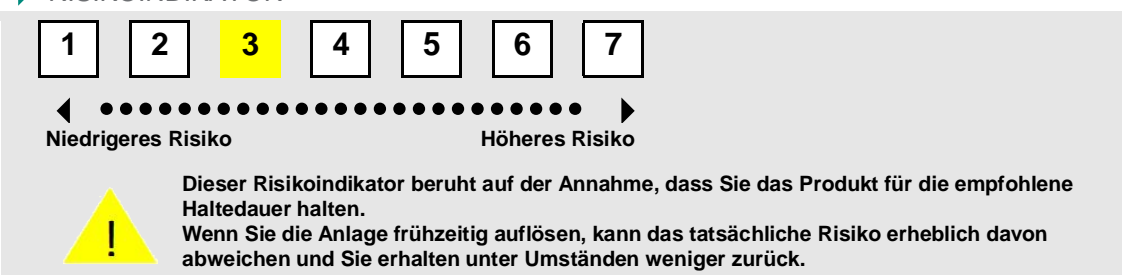 RISIKOINDIKATOR
1 2 3 4 5 6 7
Niedrigeres Risiko Höheres Risiko
Dieser Risikoindikator beruht auf der Annahme, dass Sie das Produkt für die empfohlene
Haltedauer halten.
Wenn Sie die Anlage frühzeitig auflösen, kann das tatsächliche Risiko erheblich davon
abweichen und Sie erhalten unter Umständen weniger zurück.
!